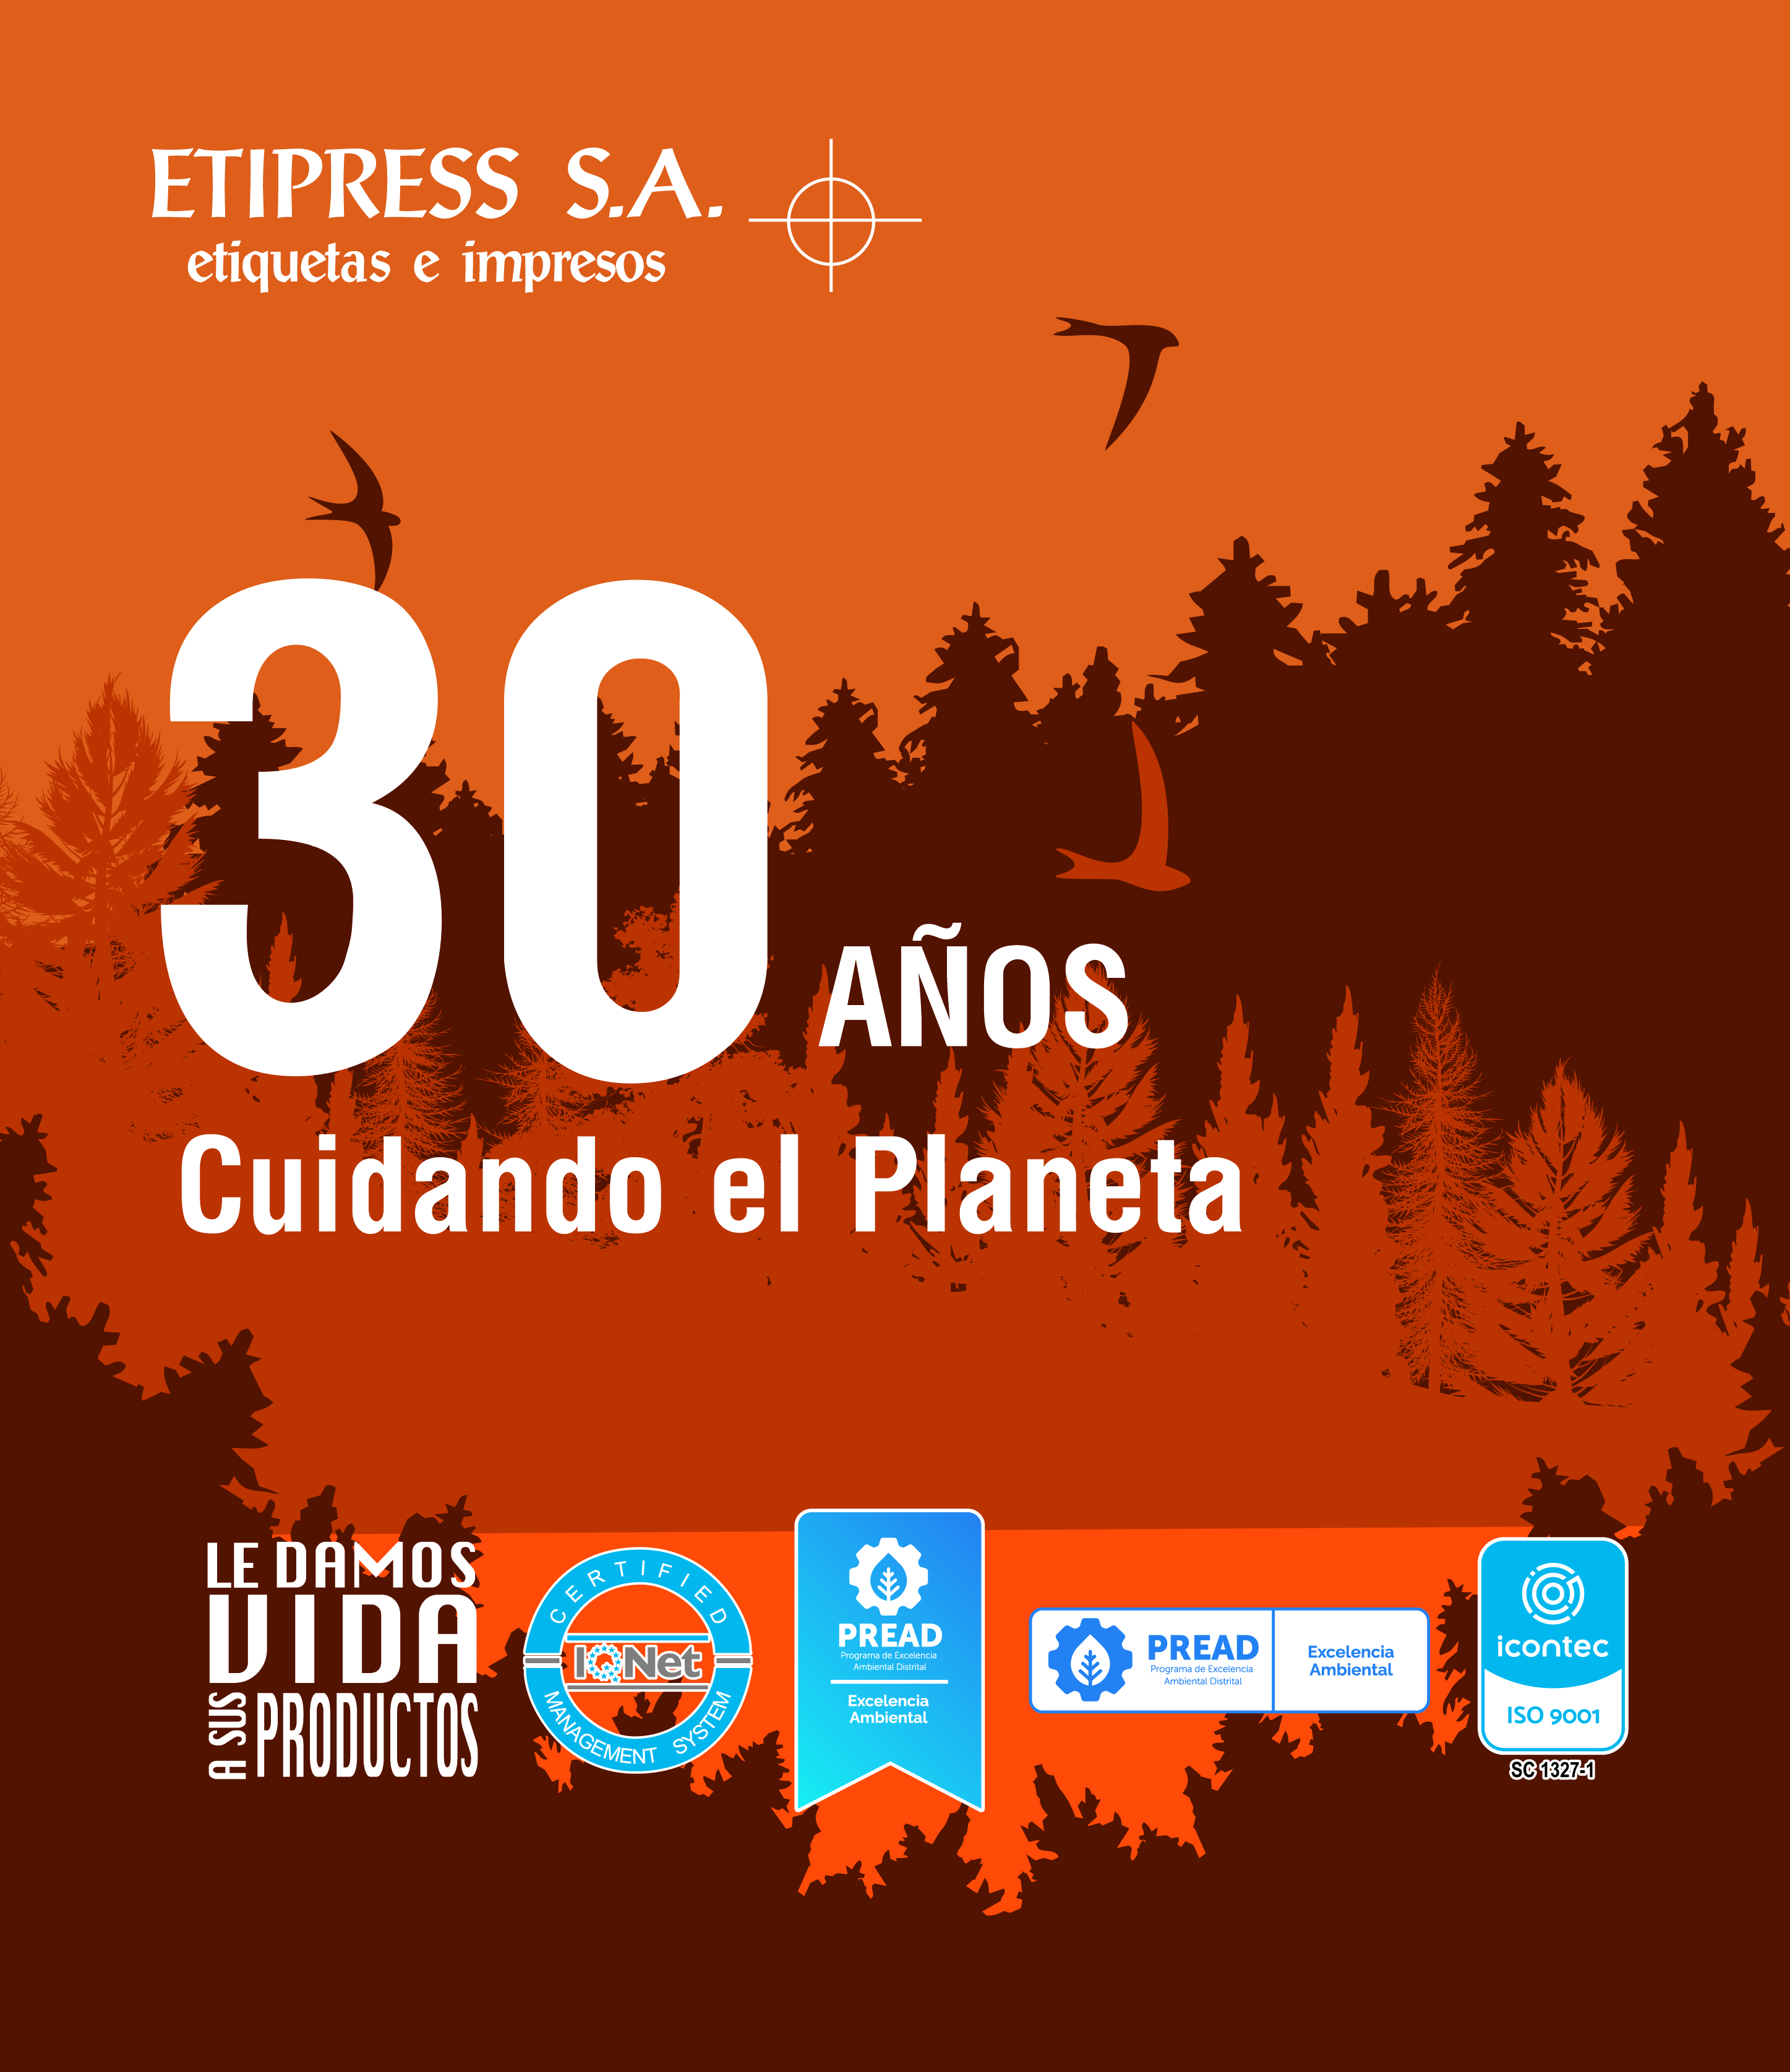 ETIPRESS S.A.
etiquetas e impresos
30 AÑOS
Cuidando el Planeta
LE DAMOS
VIDA
A SUS PRODUCTOS
CERTIFIED
IQNet
MANAGEMENT SYSTEM
PREAD
Programa de Excelencia
Ambiental Distrital
Excelencia
Ambiental
PREAD
Programa de Excelencia
Ambiental Distrital
Excelencia
Ambiental
icontec
ISO 9001
SC 1327-1